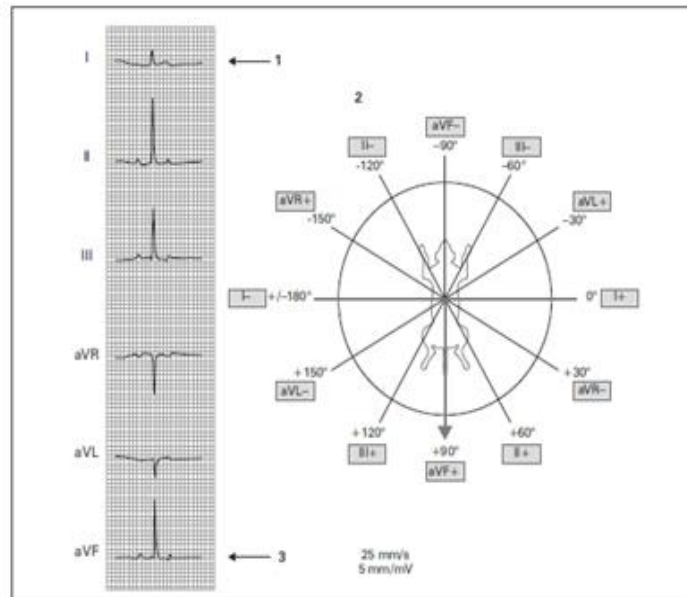 I
1
II
III
aVR
aVL
aVF
3
2
aVF–
–90°
II–
-120°
III–
-60°
aVR+
-150°
aVL+
–30°
I–
+/–180°
0°
I+
+150°
aVL–
+30°
aVR–
+120°
III+
+90°
aVF+
+60°
II+
25 mm/s
5 mm/mV